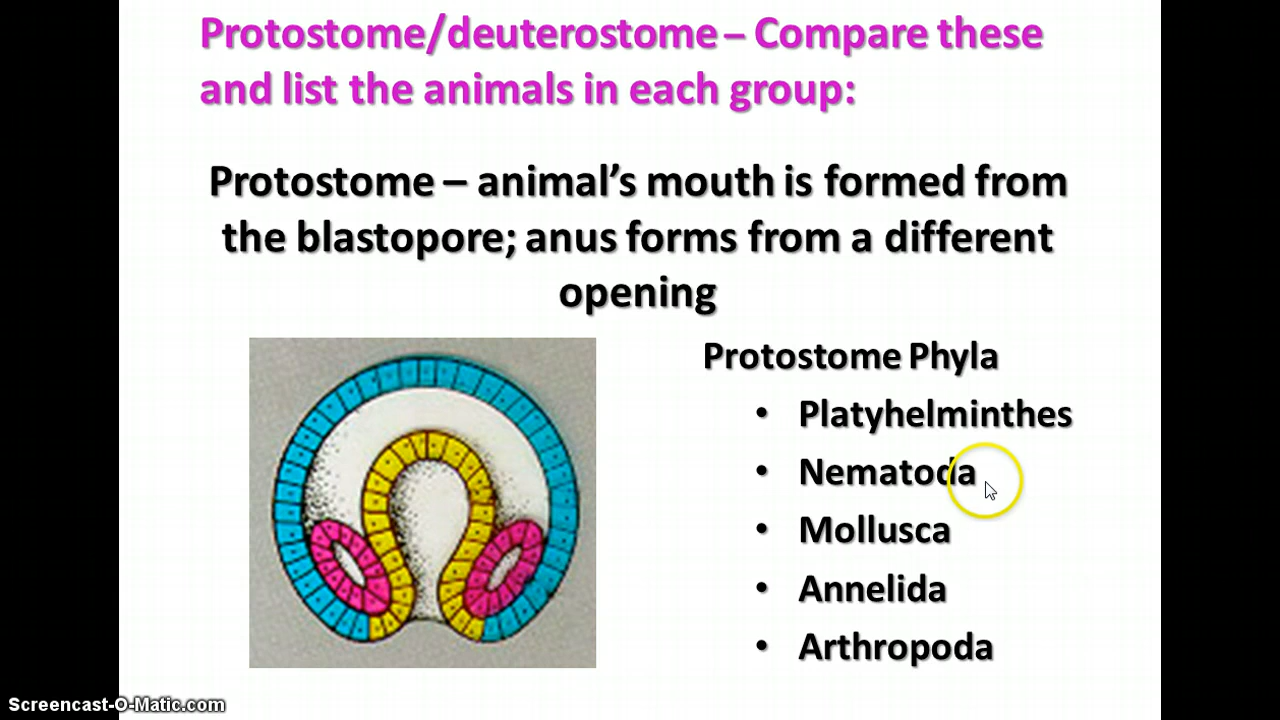 Protostome/deuterostome – Compare these
and list the animals in each group:
Protostome – animal’s mouth is formed from
the blastopore; anus forms from a different
opening
Protostome Phyla
• Platyhelminthes
• Nematoda
• Mollusca
• Annelida
• Arthropoda
Screencast-O-Matic.com